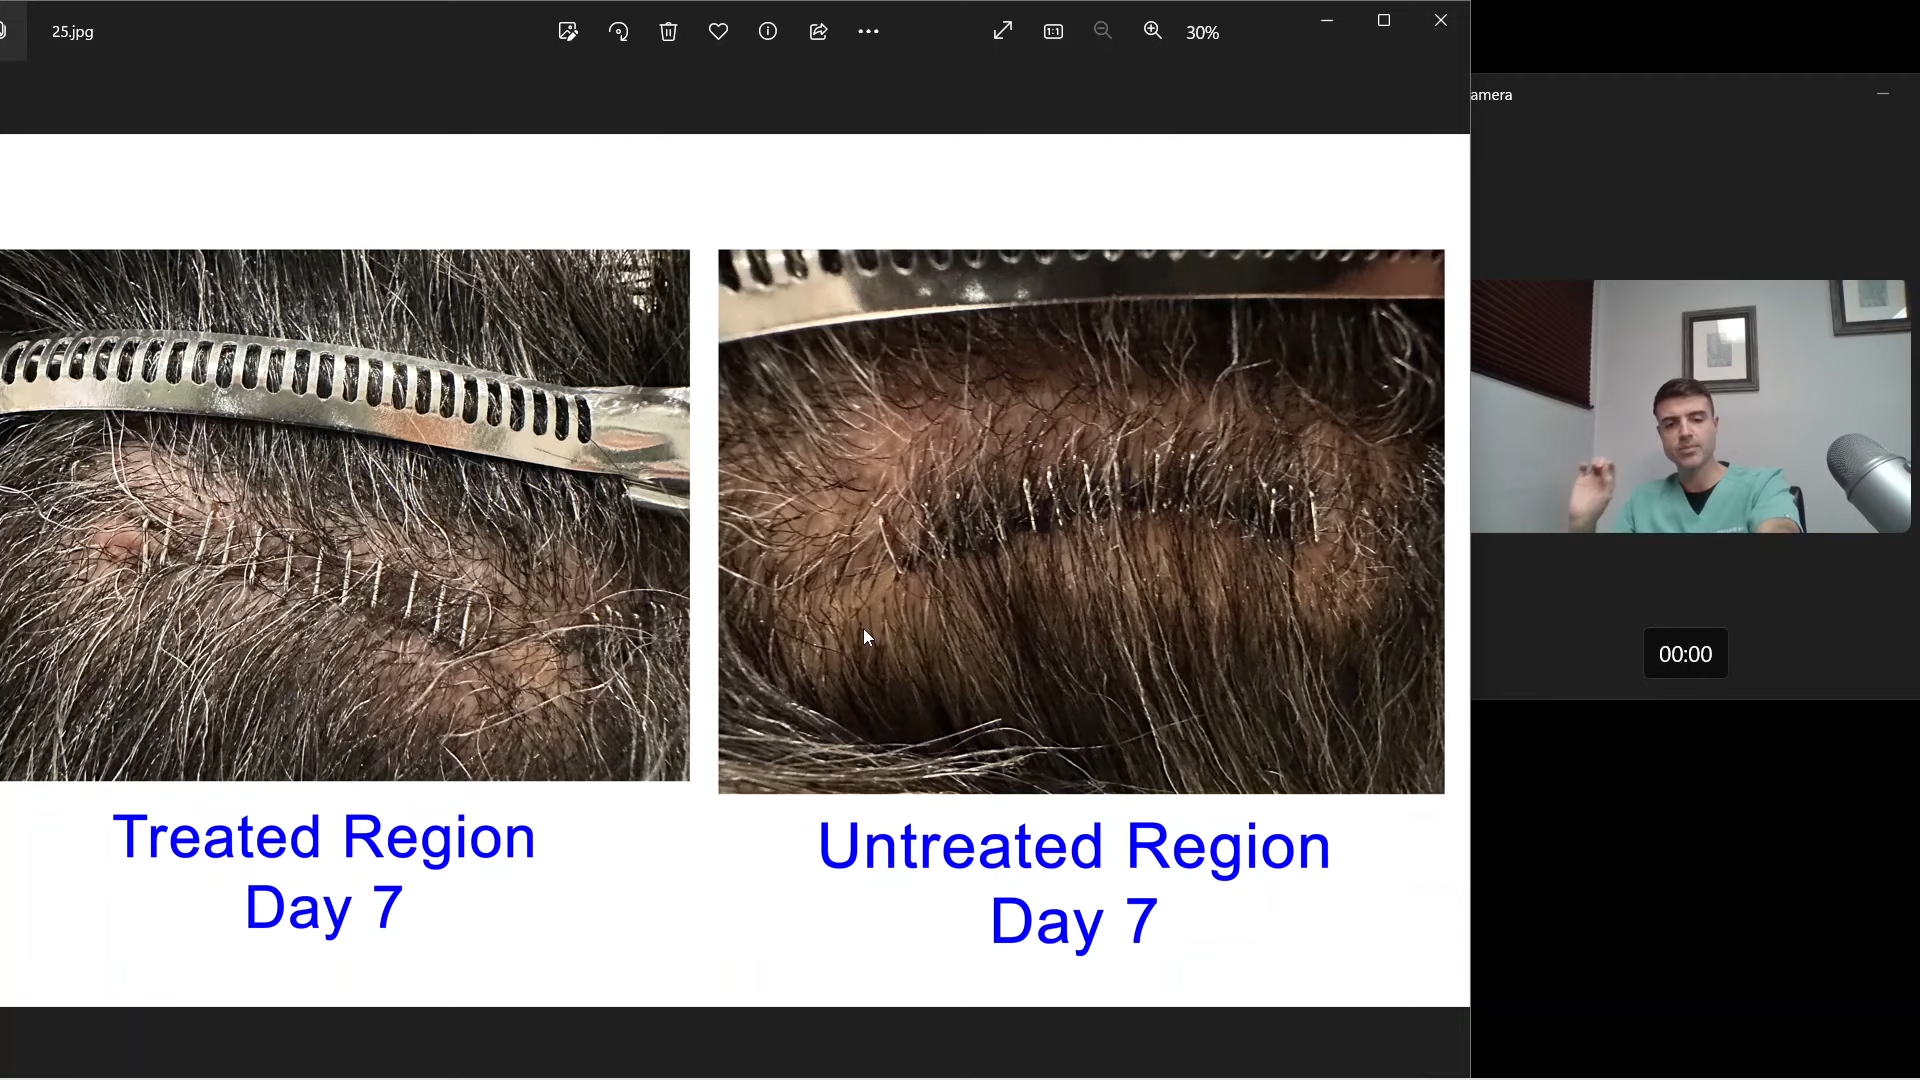 25.jpg
30%
amera
Treated Region
Day 7
Untreated Region
Day 7
00:00